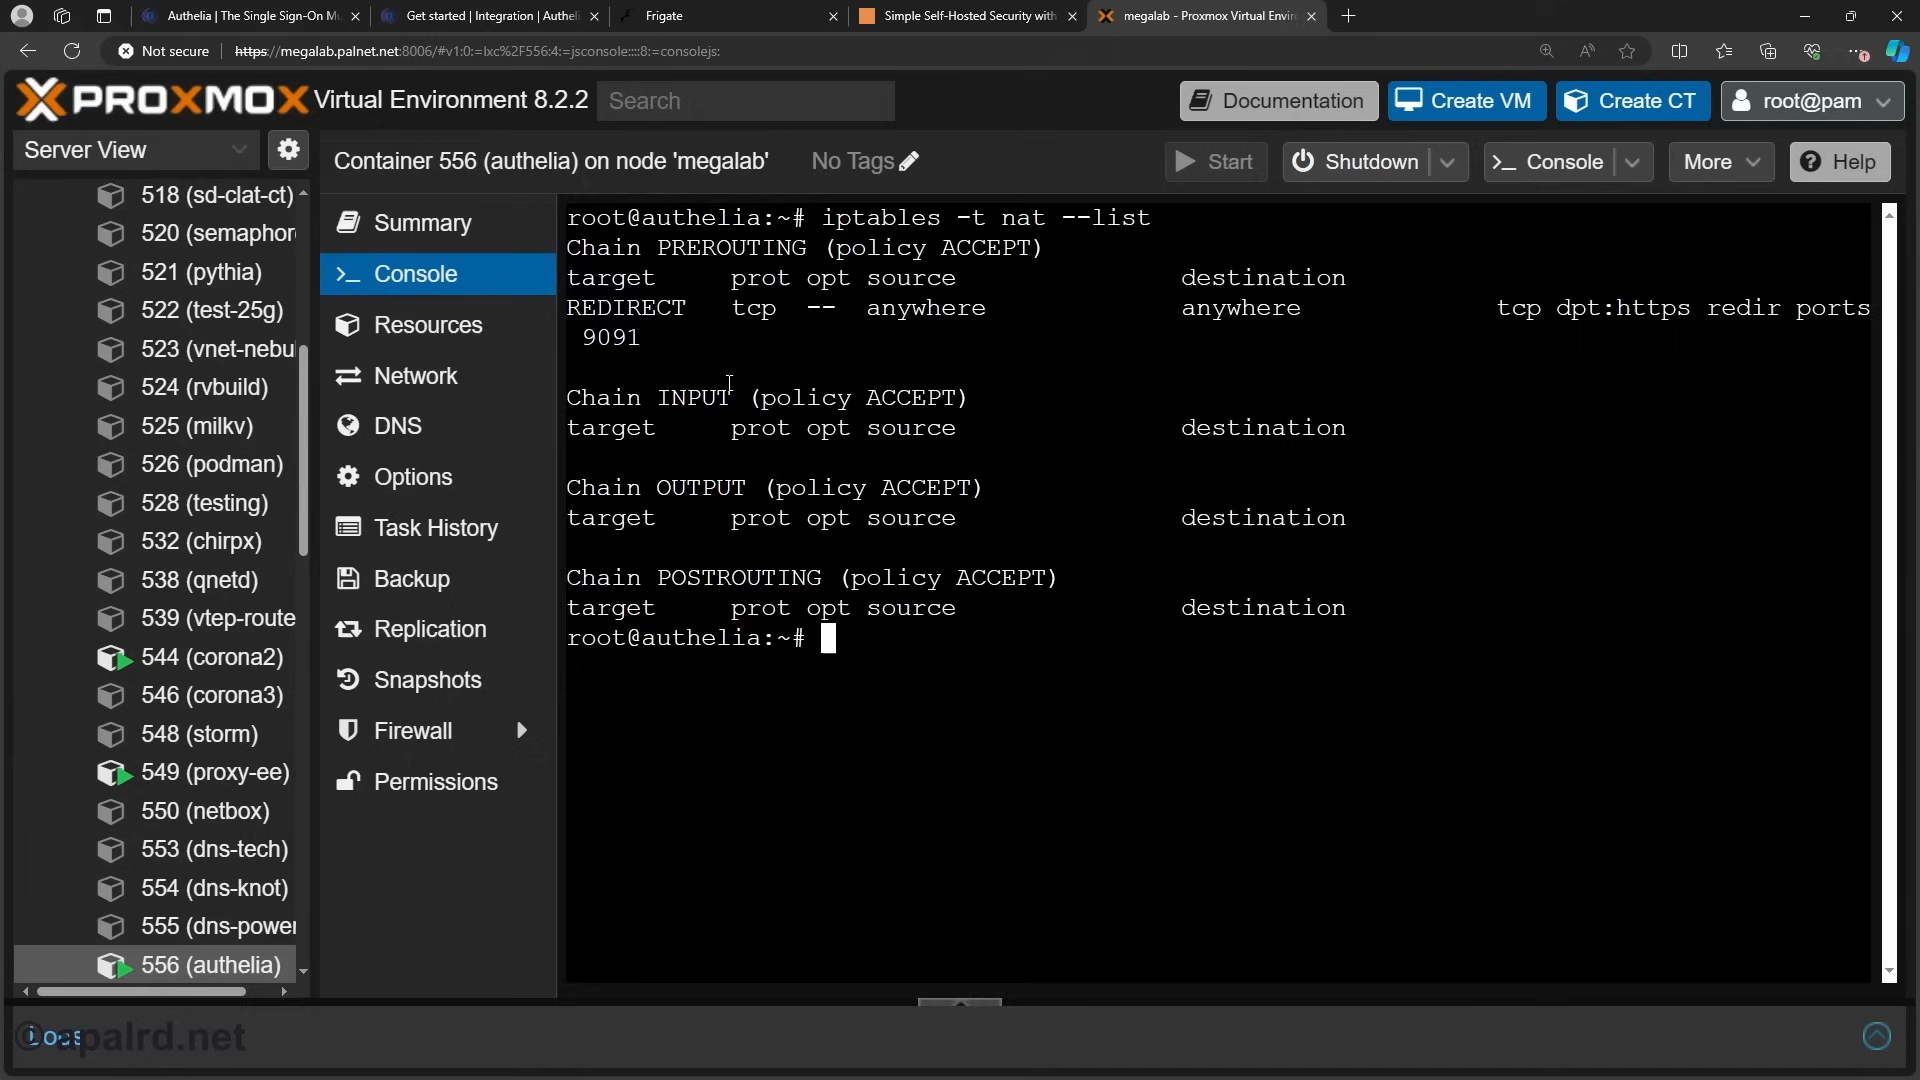 Authelia | The Single Sign-On Mu
Get started | Integration | Autheli
Frigate
Simple Self-Hosted Security with
megalab - Proxmox Virtual Enviro
Not secure
https://megalab.palnet.net:8006/#v1:0:=lxc%2F556:4:=jsconsole::::8:=consolejs:
PROXMOX Virtual Environment 8.2.2
Search
Documentation
Create VM
Create CT
root@pam
Server View
Container 556 (authelia) on node 'megalab'
No Tags
Start
Shutdown
Console
More
Help
518 (sd-clat-ct)
520 (semaphor
521 (pythia)
522 (test-25g)
523 (vnet-nebu
524 (rvbuild)
525 (milkv)
526 (podman)
528 (testing)
532 (chirpx)
538 (qnetd)
539 (vtep-route
544 (corona2)
546 (corona3)
548 (storm)
549 (proxy-ee)
550 (netbox)
553 (dns-tech)
554 (dns-knot)
555 (dns-power
556 (authelia)
Summary
Console
Resources
Network
DNS
Options
Task History
Backup
Replication
Snapshots
Firewall
Permissions
root@authelia:~# iptables -t nat --list
Chain PREROUTING (policy ACCEPT)
target prot opt source destination
REDIRECT tcp -- anywhere anywhere tcp dpt:https redir ports
9091
Chain INPUT (policy ACCEPT)
target prot opt source destination
Chain OUTPUT (policy ACCEPT)
target prot opt source destination
Chain POSTROUTING (policy ACCEPT)
target prot opt source destination
root@authelia:~#
Logs
© apalrd.net